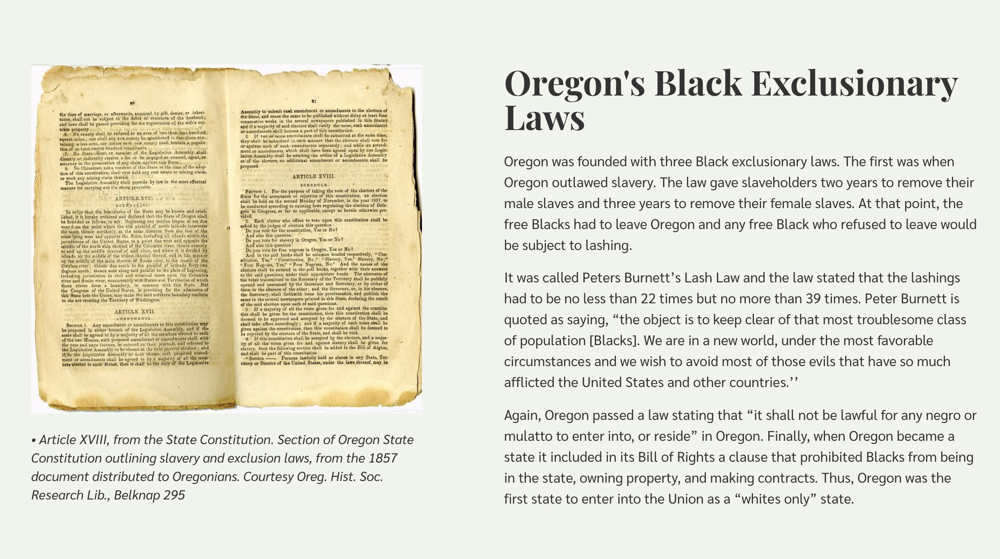 20
the time of marriage, or afterwards, acquired by gift, devise, or inheri-
tance, shall not be subject to the debts or contracts of the husband;
and laws shall be passed providing for the registration of the wife's sep-
arate property.
6. No county shall be reduced to an area of less than four hundred
square miles; nor shall any new county be established in this State con-
taining a less area, nor unless such new county shall contain a popula-
tion of at least twelve hundred inhabitants.
7. No State officer, or member of the Legislative Assembly, shall
directly or indirectly receive a fee or be engaged as counsel, agent, or
attorney in the prosecution of any claim against this State.
8. No Chinaman, not a resident of this State at the time of the adop-
tion of this constitution, shall ever hold any real estate or mining claim,
or work any mining claim therein.
The Legislative Assembly shall provide by law in the most effectual
manner for carrying out the above provision.
ARTICLE XVI.
BOUNDARIES.
In order that the boundaries of the State may be known and estab-
lished, it is hereby ordained and declared that the State of Oregon shall
be bounded as follows, to wit: Beginning one marine league at sea due
west from the point where the 42d parallel of north latitude intersects
the same, thence northerly, at the same distance from the line of the
coast lying west and opposite the State, including all islands within the
jurisdiction of the United States, to a point due west and opposite the
middle of the north ship channel of the Columbia river, thence easterly
to and up the middle channel of said river, and where it is divided by
islands, up the middle of the widest channel thereof, and in like manner
up the middle of the main channel of Snake river, to the mouth of the
Owyhee river; thence due south to the parallel of latitude forty-two
degrees north; thence west along said parallel to the place of beginning,
including jurisdiction in civil and criminal cases upon the Columbia
river and Snake river, concurrently with States and Territories of which
those rivers form a boundary, in common with this State. But
the Congress of the United States, in providing for the admission of
this State into the Union, may make the said northern boundary conform
to the act creating the Territory of Washington.
ARTICLE XVII.
AMENDMENTS.
SECTION 1. Any amendment or amendments to this constitution may
be proposed in either branch of the Legislative Assembly, and if the
same shall be agreed to by a majority of all the members elected to each
of the two Houses, such proposed amendment or amendments shall, with
the yeas and nays thereon, be entered on their journals, and referred to
the Legislative Assembly to be chosen at the next general election; and
if, in the Legislative Assembly so next chosen, such proposed amend-
ment or amendments shall be agreed to by a majority of all the mem-
bers elected to each House, then it shall be the duty of the Legislative
21
Assembly to submit such amendment or amendments to the electors of
the State, and cause the same to be published without delay at least four
consecutive weeks in the several newspapers published in this State;
and if a majority of said electors shall ratify the same, such amendment
or amendments shall become a part of this constitution.
2. If two or more amendments shall be submitted at the same time,
they shall be submitted in such manner that the electors shall vote for
or against each of such amendments separately; and while an amend-
ment or amendments, which shall have been agreed upon by one Legis-
lative Assembly shall be awaiting the action of a Legislative Assembly
or of the electors, no additional amendment or amendments shall be
proposed.
ARTICLE XVIII.
SCHEDULE.
SECTION 1. For the purpose of taking the vote of the electors of the
State for the acceptance or rejection of this constitution, an election
shall be held on the second Monday of November, in the year 1857, to
be conducted according to existing laws regulating the election of Dele-
gate in Congress, so far as applicable, except as herein otherwise pro-
vided.
2. Each elector who offers to vote upon this constitution shall be
asked by the judges of election this question:
Do you vote for the constitution, Yes or No?
And also this question:
Do you vote for slavery in Oregon, Yes or No?
And also this question:
Do you vote for free negroes in Oregon, Yes or No?
And in the poll books shall be columns headed respectively, "Con-
stitution, Yes," "Constitution, No;" "Slavery, Yes," Slavery, No;"
"Free Negroes, Yes," "Free Negroes, No." And the names of the
electors shall be entered in the poll books, together with their answers
to the said questions, under their appropriate heads. The abstracts of
the votes transmitted to the Secretary of the Territory shall be publicly
opened and canvassed by the Governor and Secretary, or by either of
them in the absence of the other; and the Governor, or, in his absence,
the Secretary, shall forthwith issue his proclamation, and publish the
same in the several newspapers printed in this State, declaring the result
of the said election upon each of said questions.
3. If a majority of all the votes given for and against the constitu-
tion shall be given for the constitution, then this constitution shall be
deemed to be approved and accepted by the electors of the State, and
shall take effect accordingly; and if a majority of such votes shall be
given against the constitution, then this constitution shall be deemed to
be rejected by the electors of the State, and shall be void.
4. If this constitution shall be accepted by the electors, and a major-
ity of all the votes given for and against slavery shall be given for
slavery, then the following section shall be added to the Bill of Rights,
and shall be part of this constitution:
"Section ——. Persons lawfully held as slaves in any State, Ter-
ritory or District of the United States, under the laws thereof, may be
• Article XVIII, from the State Constitution. Section of Oregon State
Constitution outlining slavery and exclusion laws, from the 1857
document distributed to Oregonians. Courtesy Oreg. Hist. Soc.
Research Lib., Belknap 295
Oregon's Black Exclusionary
Laws
Oregon was founded with three Black exclusionary laws. The first was when
Oregon outlawed slavery. The law gave slaveholders two years to remove their
male slaves and three years to remove their female slaves. At that point, the
free Blacks had to leave Oregon and any free Black who refused to leave would
be subject to lashing.
It was called Peters Burnett’s Lash Law and the law stated that the lashings
had to be no less than 22 times but no more than 39 times. Peter Burnett is
quoted as saying, “the object is to keep clear of that most troublesome class
of population [Blacks]. We are in a new world, under the most favorable
circumstances and we wish to avoid most of those evils that have so much
afflicted the United States and other countries.’’
Again, Oregon passed a law stating that “it shall not be lawful for any negro or
mulatto to enter into, or reside” in Oregon. Finally, when Oregon became a
state it included in its Bill of Rights a clause that prohibited Blacks from being
in the state, owning property, and making contracts. Thus, Oregon was the
first state to enter into the Union as a “whites only” state.